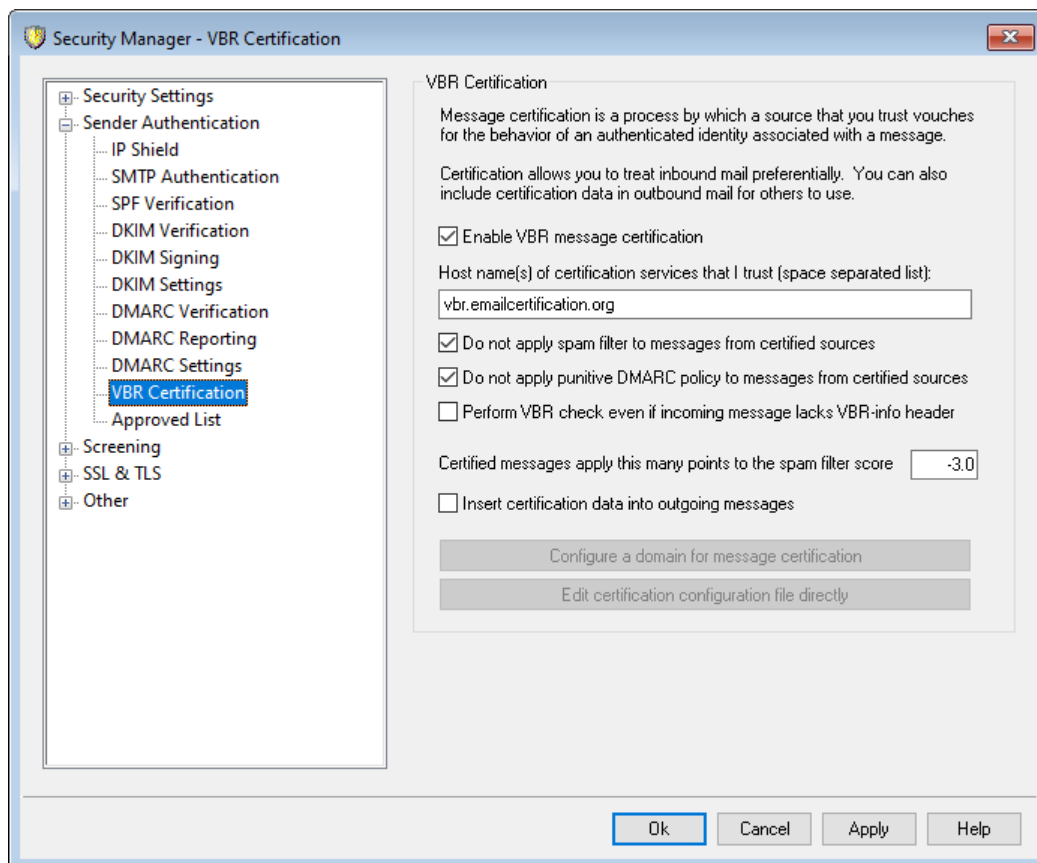 Security Manager - VBR Certification
Security Settings
Sender Authentication
IP Shield
SMTP Authentication
SPF Verification
DKIM Verification
DKIM Signing
DKIM Settings
DMARC Verification
DMARC Reporting
DMARC Settings
VBR Certification
Approved List
Screening
SSL & TLS
Other
VBR Certification
Message certification is a process by which a source that you trust vouches
for the behavior of an authenticated identity associated with a message.
Certification allows you to treat inbound mail preferentially. You can also
include certification data in outbound mail for others to use.
Enable VBR message certification
Host name(s) of certification services that I trust (space separated list):
vbr.emailcertification.org
Do not apply spam filter to messages from certified sources
Do not apply punitive DMARC policy to messages from certified sources
Perform VBR check even if incoming message lacks VBR-info header
Certified messages apply this many points to the spam filter score -3.0
Insert certification data into outgoing messages
Configure a domain for message certification
Edit certification configuration file directly
Ok Cancel Apply Help